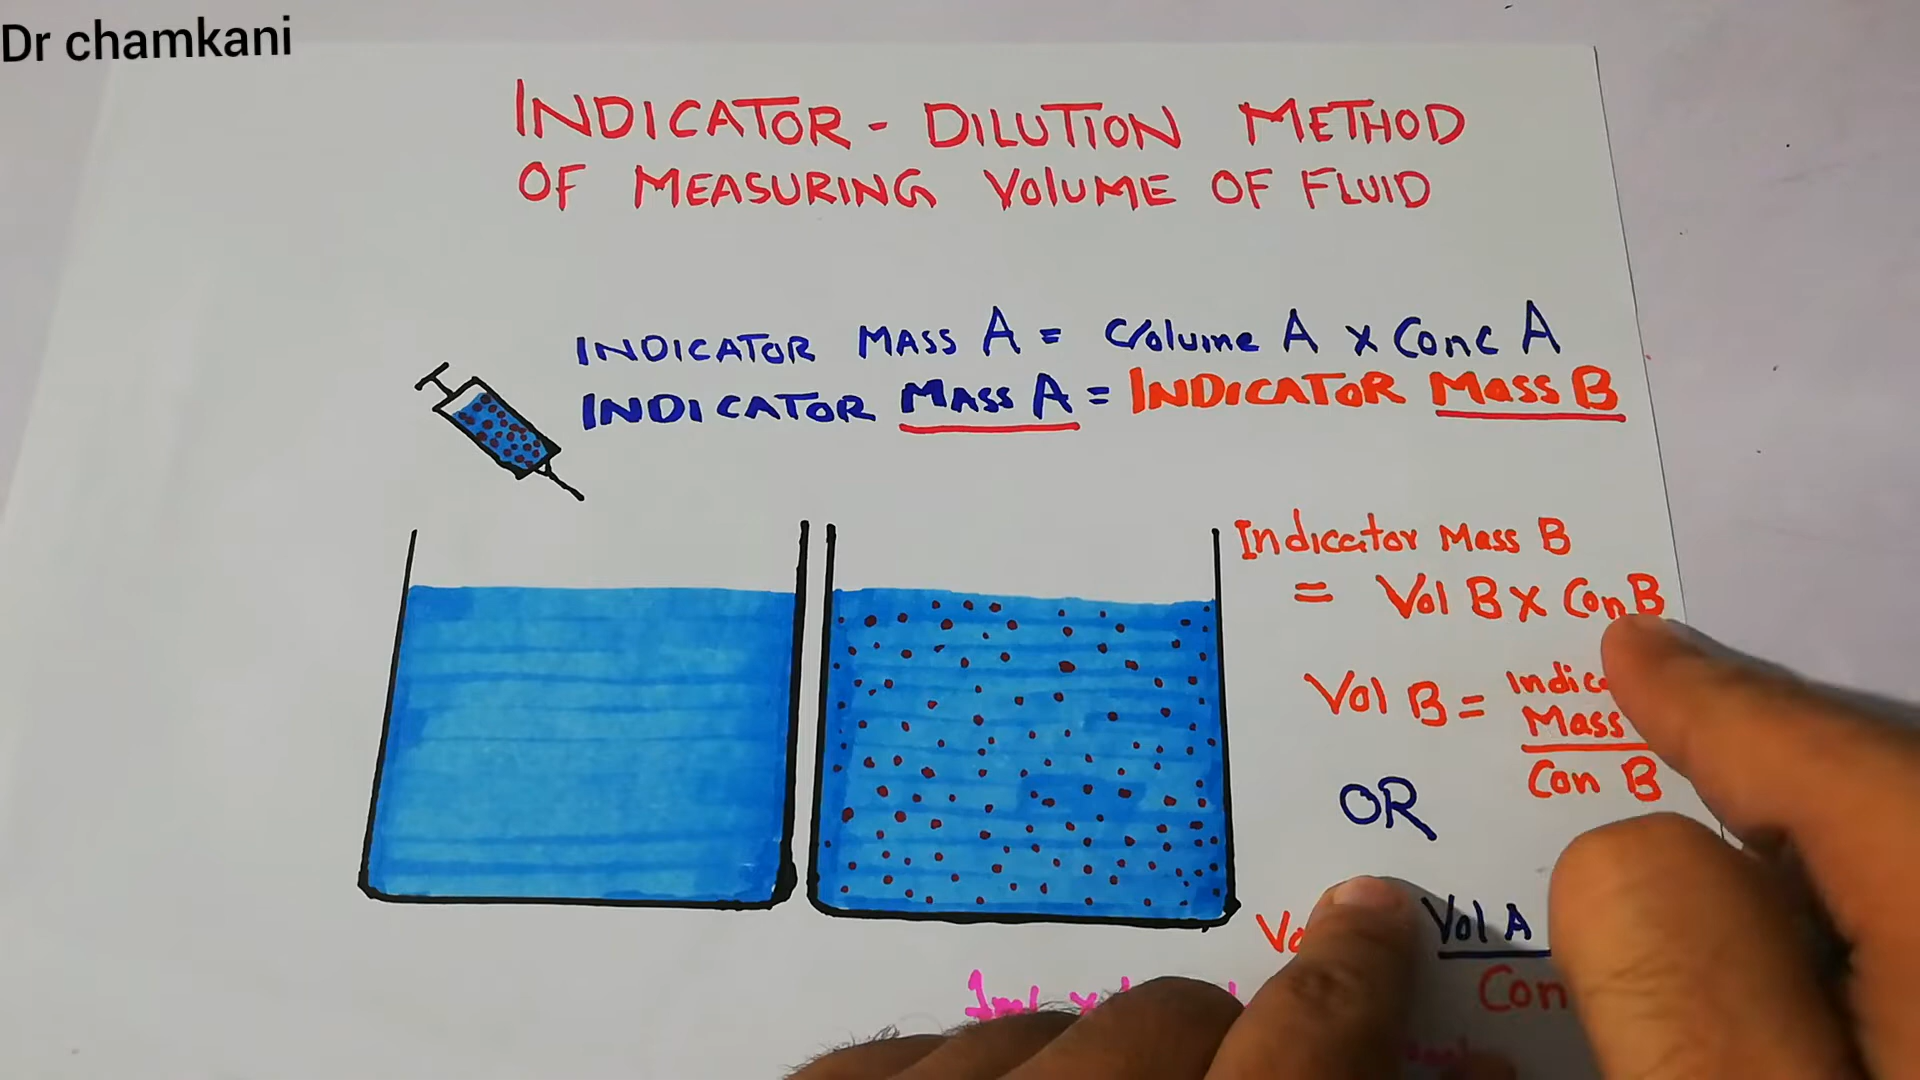 Dr chamkani
INDICATOR - DILUTION METHOD
OF MEASURING VOLUME OF FLUID
INDICATOR MASS A = Volume A x Conc A
INDICATOR MASS A = INDICATOR MASS B
Indicator Mass B
= Vol B x Con B
Vol B =
Mass
Con B
OR
Vol A
Con
1ml x